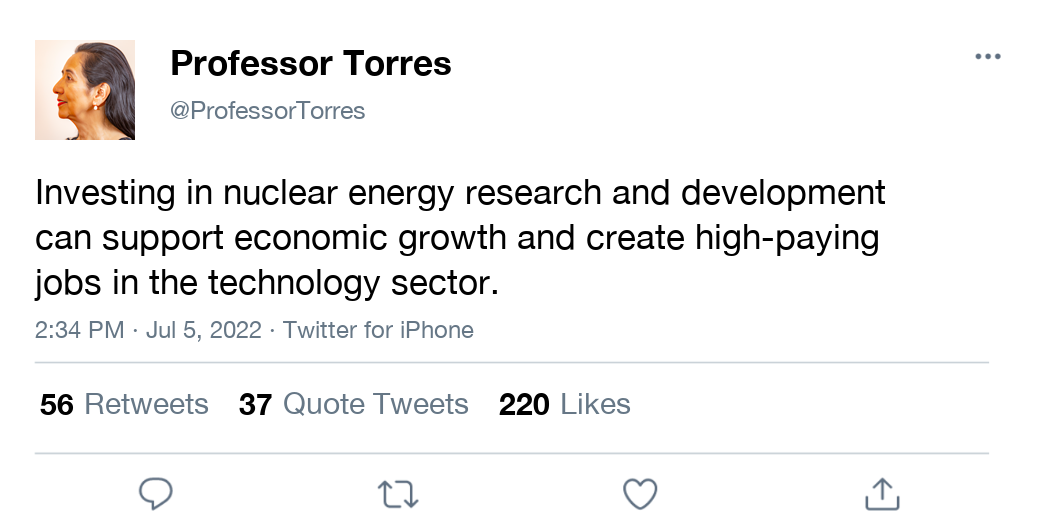 Professor Torres
@ProfessorTorres
Investing in nuclear energy research and development
can support economic growth and create high-paying
jobs in the technology sector.
2:34 PM · Jul 5, 2022 · Twitter for iPhone
56 Retweets 37 Quote Tweets 220 Likes